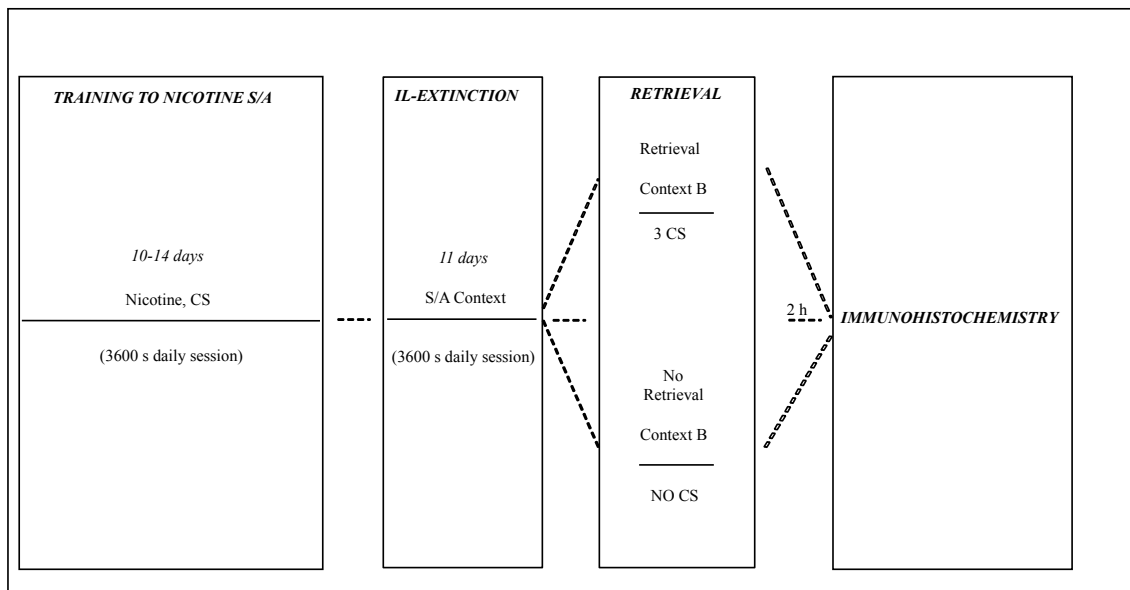 TRAINING TO NICOTINE S/A
10-14 days
Nicotine, CS
(3600 s daily session)
IL-EXTINCTION
11 days
S/A Context
(3600 s daily session)
RETRIEVAL
Retrieval
Context B
3 CS
No
Retrieval
Context B
NO CS
2 h
IMMUNOHISTOCHEMISTRY